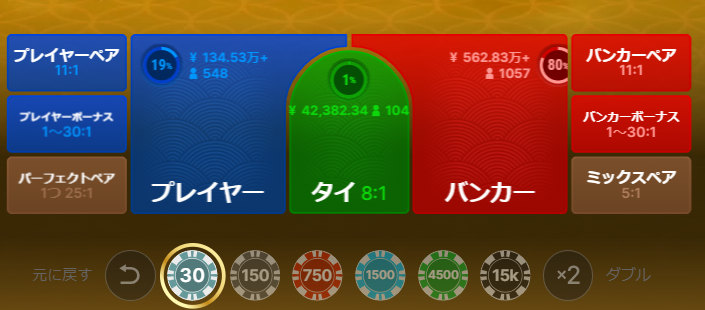 プレイヤーペア
11:1
プレイヤーボーナス
1～30:1
パーフェクトペア
1つ 25:1
19%
¥ 134.53万+
548
プレイヤー
1%
¥ 42,382.34 104
タイ 8:1
¥ 562.83万+
1057
80%
バンカー
バンカーペア
11:1
バンカーボーナス
1～30:1
ミックスペア
5:1
元に戻す 30 150 750 1500 4500 15k ×2 ダブル